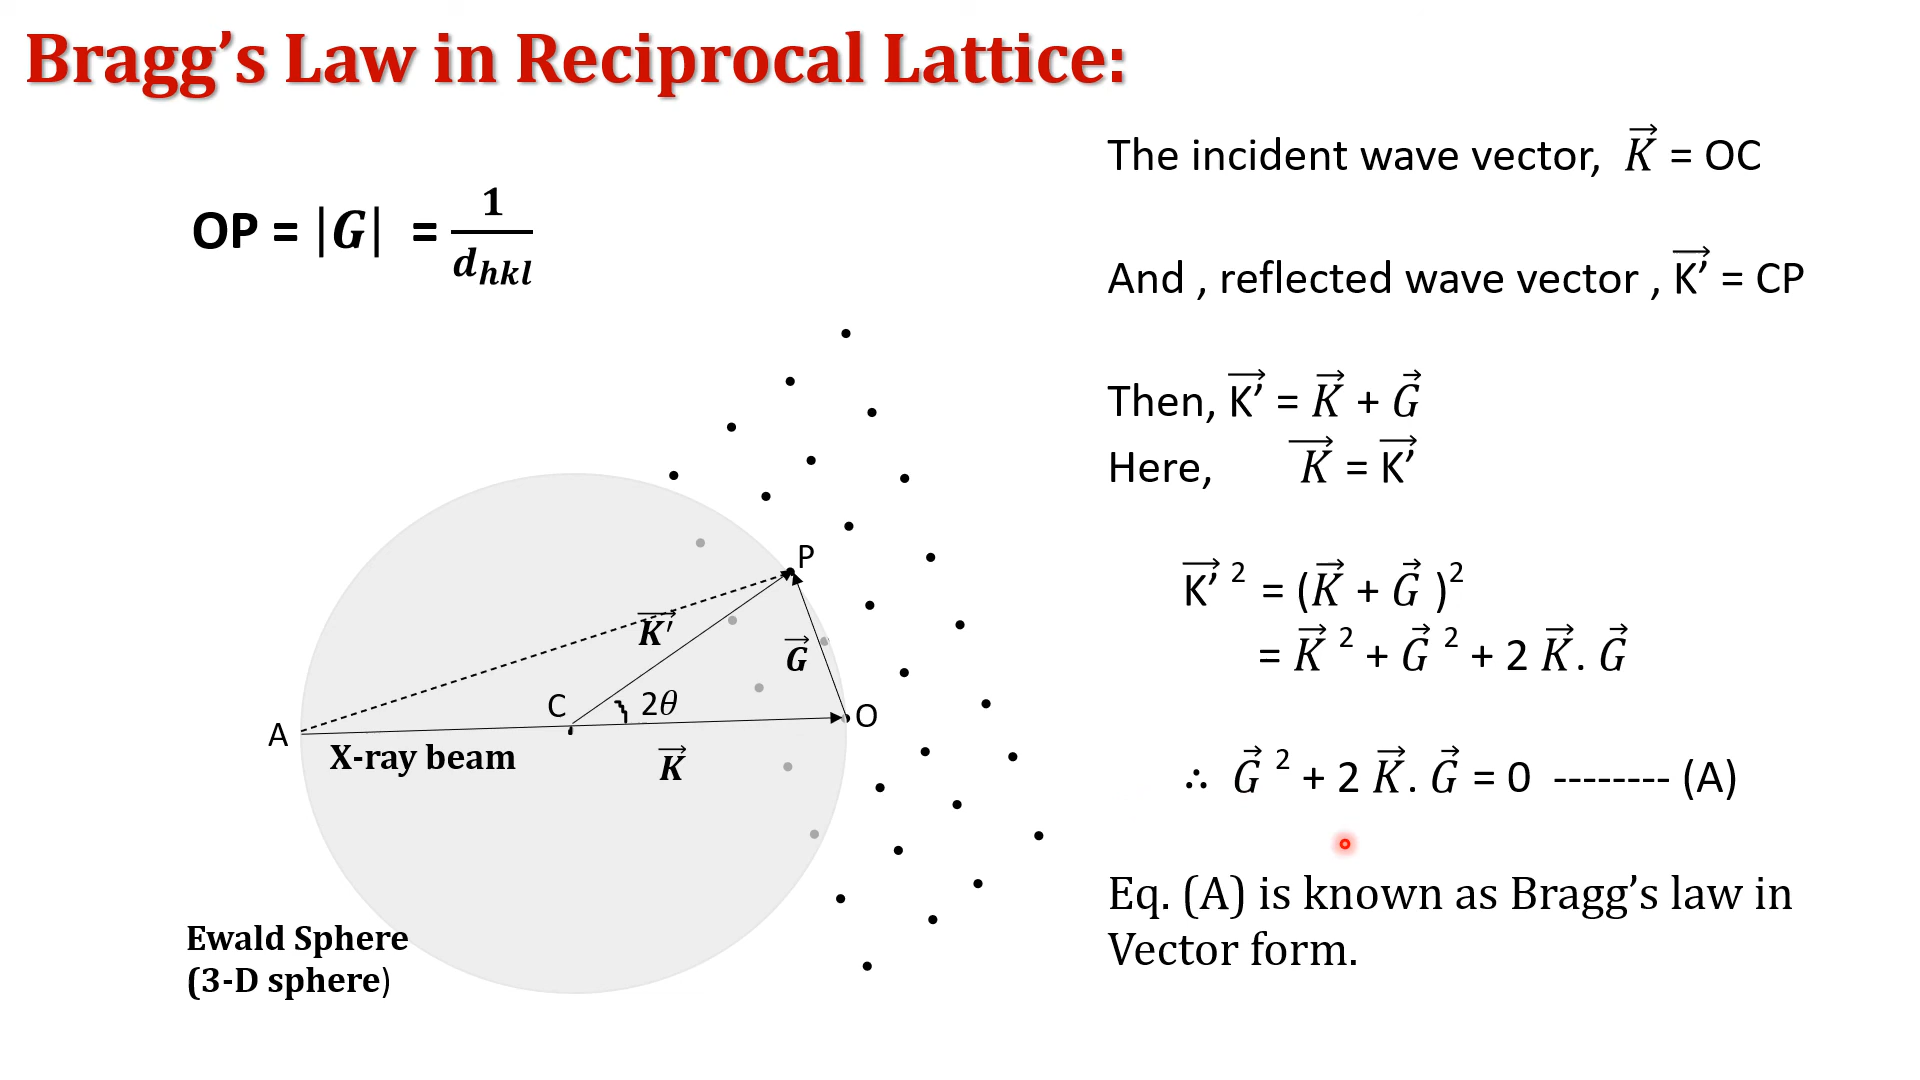 Bragg’s Law in Reciprocal Lattice:
OP = |G| = 1/d_hkl
The incident wave vector, K⃗ = OC
And , reflected wave vector , K’⃗ = CP
Then, K’⃗ = K⃗ + G⃗
Here, K⃗ = K’⃗
K’⃗ ² = (K⃗ + G⃗ )²
= K⃗ ² + G⃗ ² + 2 K⃗. G⃗
∴ G⃗ ² + 2 K⃗. G⃗ = 0 -------- (A)
Eq. (A) is known as Bragg’s law in
Vector form.
P
K′⃗
G⃗
C
2θ
O
A
X-ray beam
K⃗
Ewald Sphere
(3-D sphere)